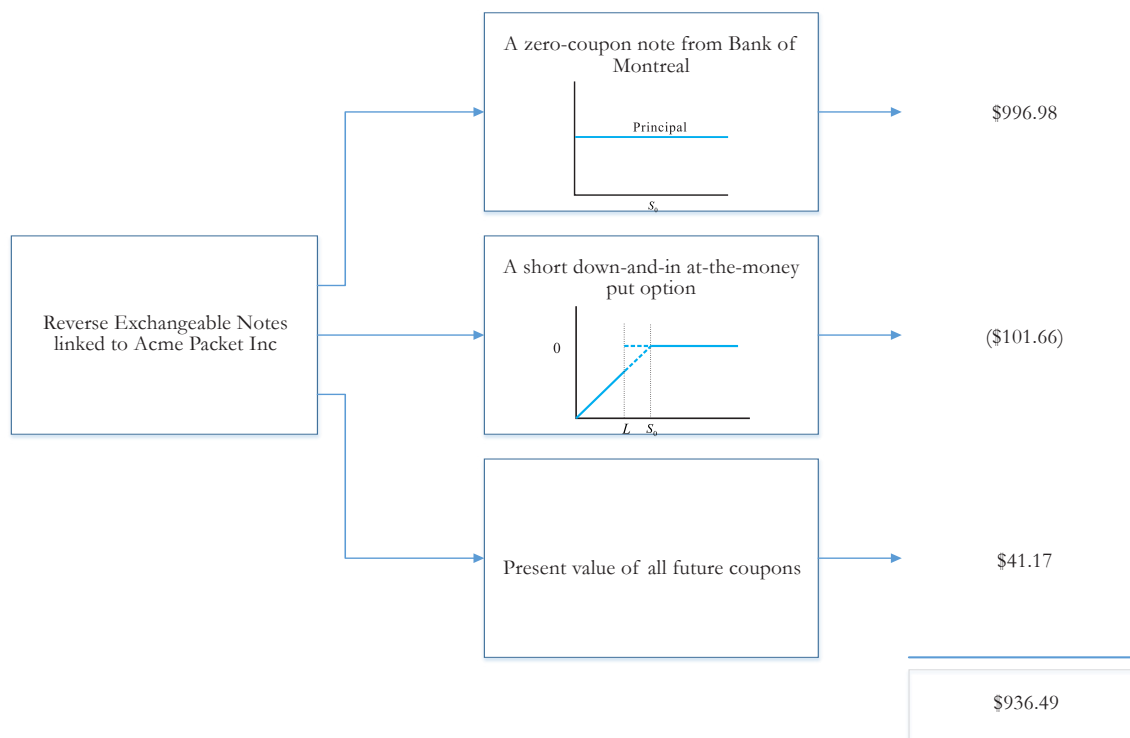 A zero-coupon note from Bank of
Montreal
Principal
S₀
$996.98
Reverse Exchangeable Notes
linked to Acme Packet Inc
A short down-and-in at-the-money
put option
0
L S₀
($101.66)
Present value of all future coupons
$41.17
$936.49